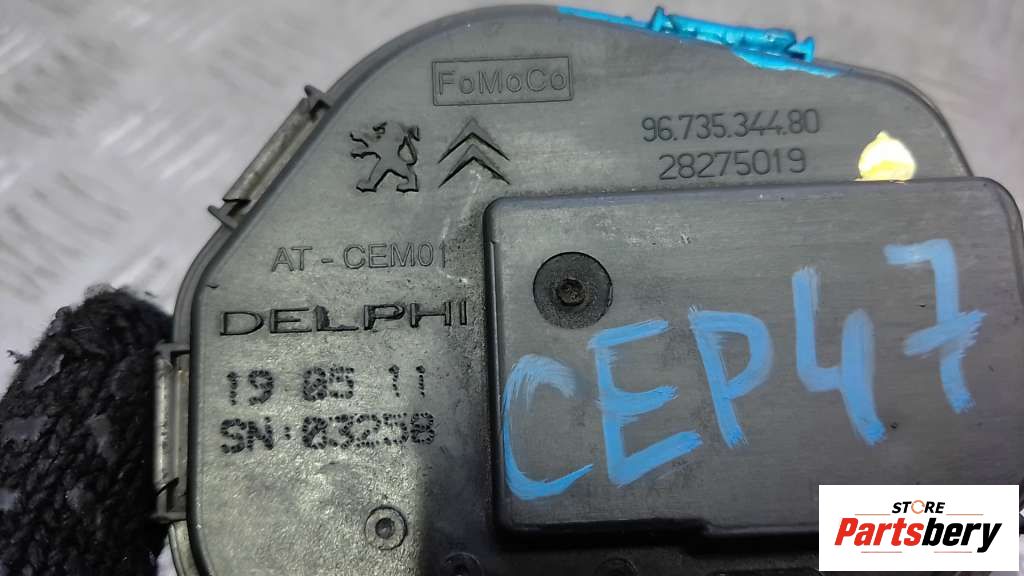 FoMoCo
96.735.344.80
28275019
AT-CEM01
DELPHI
19 05 11
SN:03258
CEP47
STORE
Partsbery